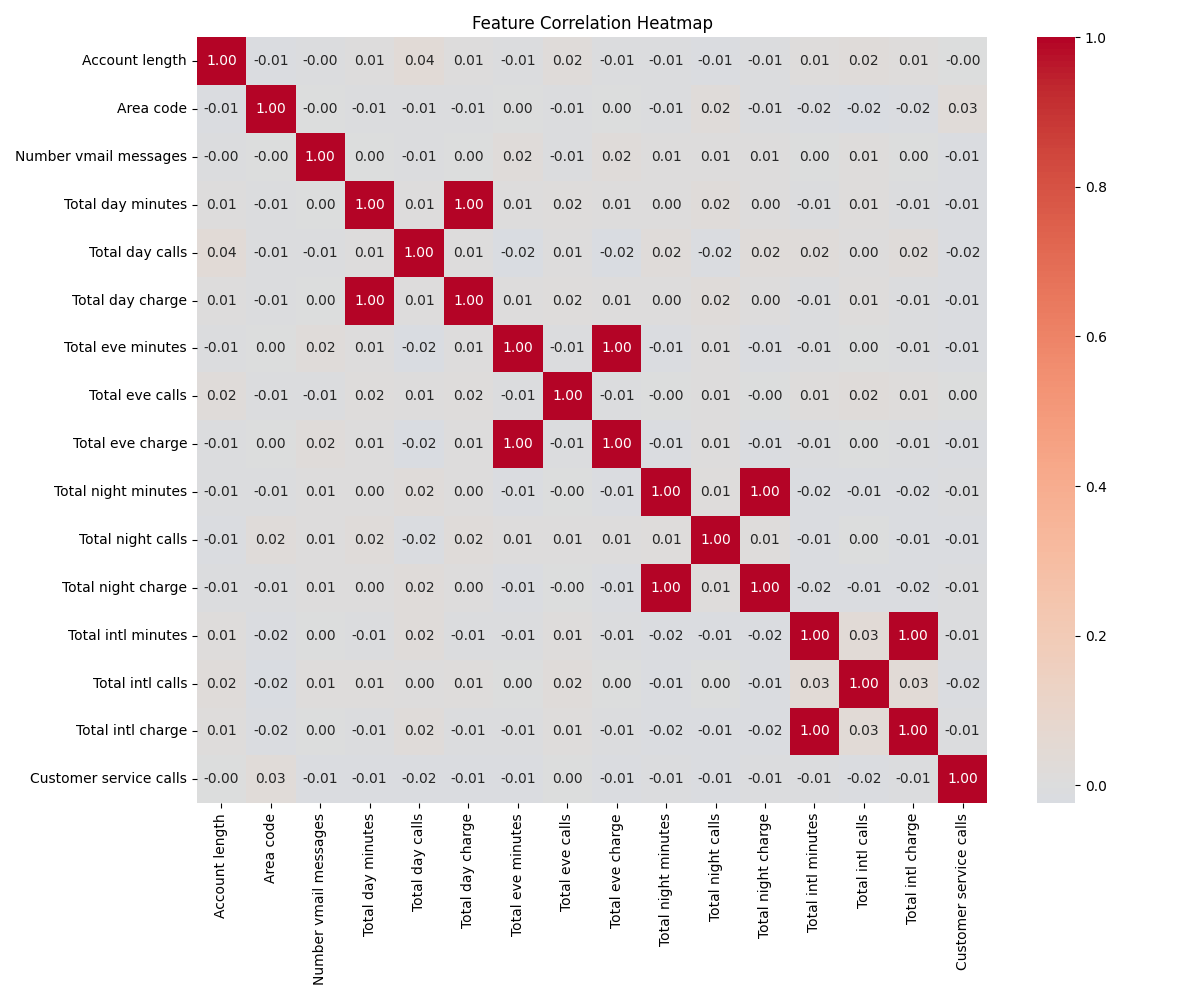 Feature Correlation Heatmap
Account length 1.00 -0.01 -0.00 0.01 0.04 0.01 -0.01 0.02 -0.01 -0.01 -0.01 -0.01 0.01 0.02 0.01 -0.00
Area code -0.01 1.00 -0.00 -0.01 -0.01 -0.01 0.00 -0.01 0.00 -0.01 0.02 -0.01 -0.02 -0.02 -0.02 0.03
Number vmail messages -0.00 -0.00 1.00 0.00 -0.01 0.00 0.02 -0.01 0.02 0.01 0.01 0.01 0.00 0.01 0.00 -0.01
Total day minutes 0.01 -0.01 0.00 1.00 0.01 1.00 0.01 0.02 0.01 0.00 0.02 0.00 -0.01 0.01 -0.01 -0.01
Total day calls 0.04 -0.01 -0.01 0.01 1.00 0.01 -0.02 0.01 -0.02 0.02 -0.02 0.02 0.02 0.00 0.02 -0.02
Total day charge 0.01 -0.01 0.00 1.00 0.01 1.00 0.01 0.02 0.01 0.00 0.02 0.00 -0.01 0.01 -0.01 -0.01
Total eve minutes -0.01 0.00 0.02 0.01 -0.02 0.01 1.00 -0.01 1.00 -0.01 0.01 -0.01 -0.01 0.00 -0.01 -0.01
Total eve calls 0.02 -0.01 -0.01 0.02 0.01 0.02 -0.01 1.00 -0.01 -0.00 0.01 -0.00 0.01 0.02 0.01 0.00
Total eve charge -0.01 0.00 0.02 0.01 -0.02 0.01 1.00 -0.01 1.00 -0.01 0.01 -0.01 -0.01 0.00 -0.01 -0.01
Total night minutes -0.01 -0.01 0.01 0.00 0.02 0.00 -0.01 -0.00 -0.01 1.00 0.01 1.00 -0.02 -0.01 -0.02 -0.01
Total night calls -0.01 0.02 0.01 0.02 -0.02 0.02 0.01 0.01 0.01 0.01 1.00 0.01 -0.01 0.00 -0.01 -0.01
Total night charge -0.01 -0.01 0.01 0.00 0.02 0.00 -0.01 -0.00 -0.01 1.00 0.01 1.00 -0.02 -0.01 -0.02 -0.01
Total intl minutes 0.01 -0.02 0.00 -0.01 0.02 -0.01 -0.01 0.01 -0.01 -0.02 -0.01 -0.02 1.00 0.03 1.00 -0.01
Total intl calls 0.02 -0.02 0.01 0.01 0.00 0.01 0.00 0.02 0.00 -0.01 0.00 -0.01 0.03 1.00 0.03 -0.02
Total intl charge 0.01 -0.02 0.00 -0.01 0.02 -0.01 -0.01 0.01 -0.01 -0.02 -0.01 -0.02 1.00 0.03 1.00 -0.01
Customer service calls -0.00 0.03 -0.01 -0.01 -0.02 -0.01 -0.01 0.00 -0.01 -0.01 -0.01 -0.01 -0.01 -0.02 -0.01 1.00
Account length
Area code
Number vmail messages
Total day minutes
Total day calls
Total day charge
Total eve minutes
Total eve calls
Total eve charge
Total night minutes
Total night calls
Total night charge
Total intl minutes
Total intl calls
Total intl charge
Customer service calls
1.0
0.8
0.6
0.4
0.2
0.0